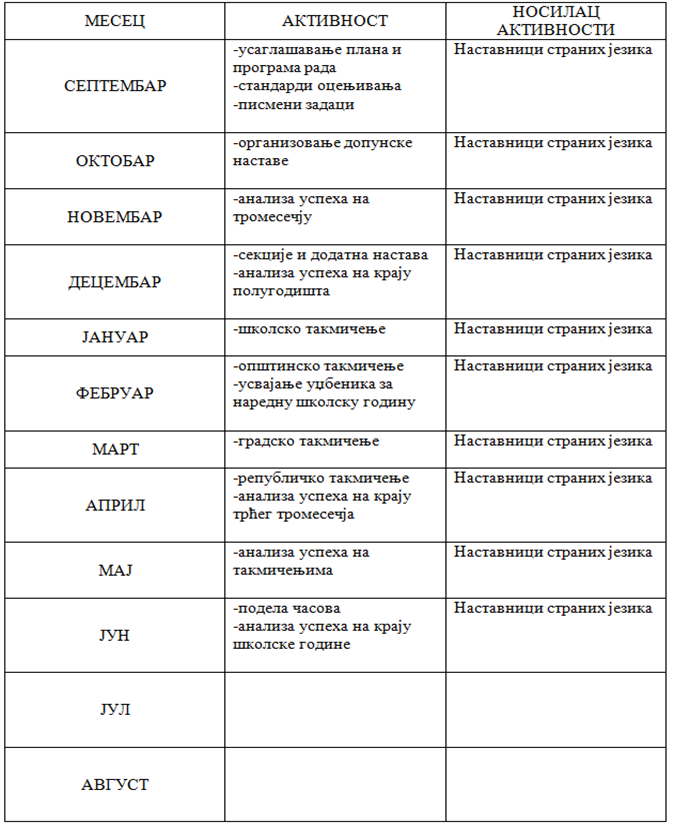 МЕСЕЦ
АКТИВНОСТ
НОСИЛАЦ
АКТИВНОСТИ
СЕПТЕМБАР
-усаглашавање плана и
програма рада
-стандарди оцењивања
-писмени задаци
Наставници страних језика
ОКТОБАР
-организовање допунске
наставе
Наставници страних језика
НОВЕМБАР
-анализа успеха на
тромесечју
Наставници страних језика
ДЕЦЕМБАР
-секције и додатна настава
-анализа успеха на крају
полугодишта
Наставници страних језика
ЈАНУАР
-школско такмичење
Наставници страних језика
ФЕБРУАР
-општинско такмичење
-усвајање уџбеника за
наредну школску годину
Наставници страних језика
МАРТ
-градско такмичење
Наставници страних језика
АПРИЛ
-републичко такмичење
-анализа успеха на крају
трћег тромесечја
Наставници страних језика
МАЈ
-анализа успеха на
такмичењима
Наставници страних језика
ЈУН
-подела часова
-анализа успеха на крају
школске године
Наставници страних језика
ЈУЛ
АВГУСТ